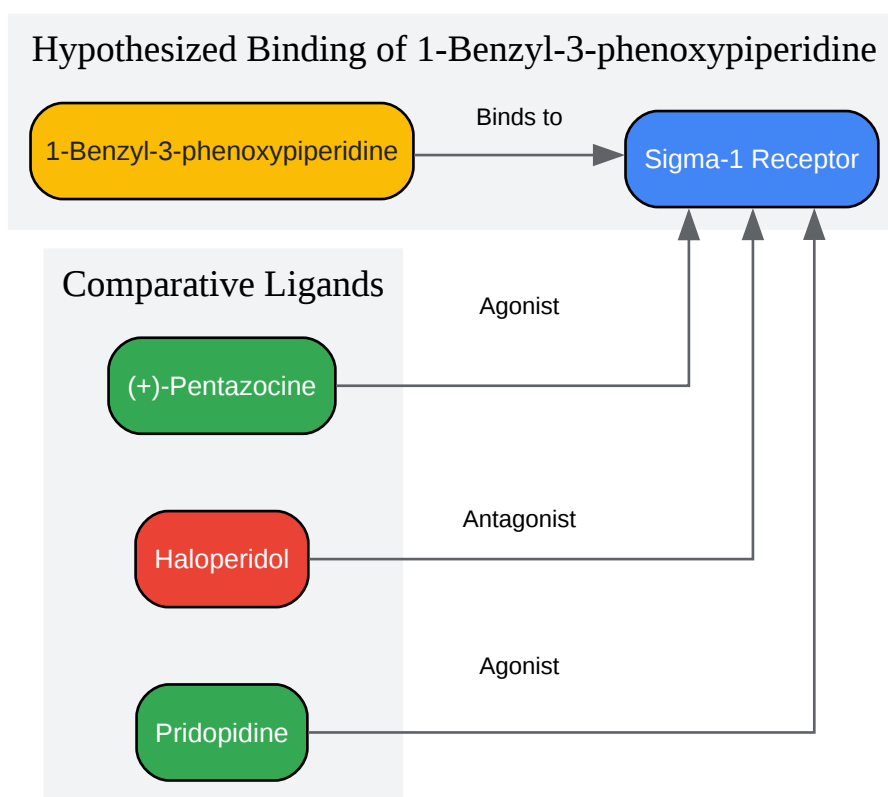 Hypothesized Binding of 1-Benzyl-3-phenoxypiperidine
1-Benzyl-3-phenoxypiperidine
Binds to
Sigma-1 Receptor
Comparative Ligands
Agonist
(+)-Pentazocine
Antagonist
Haloperidol
Agonist
Pridopidine